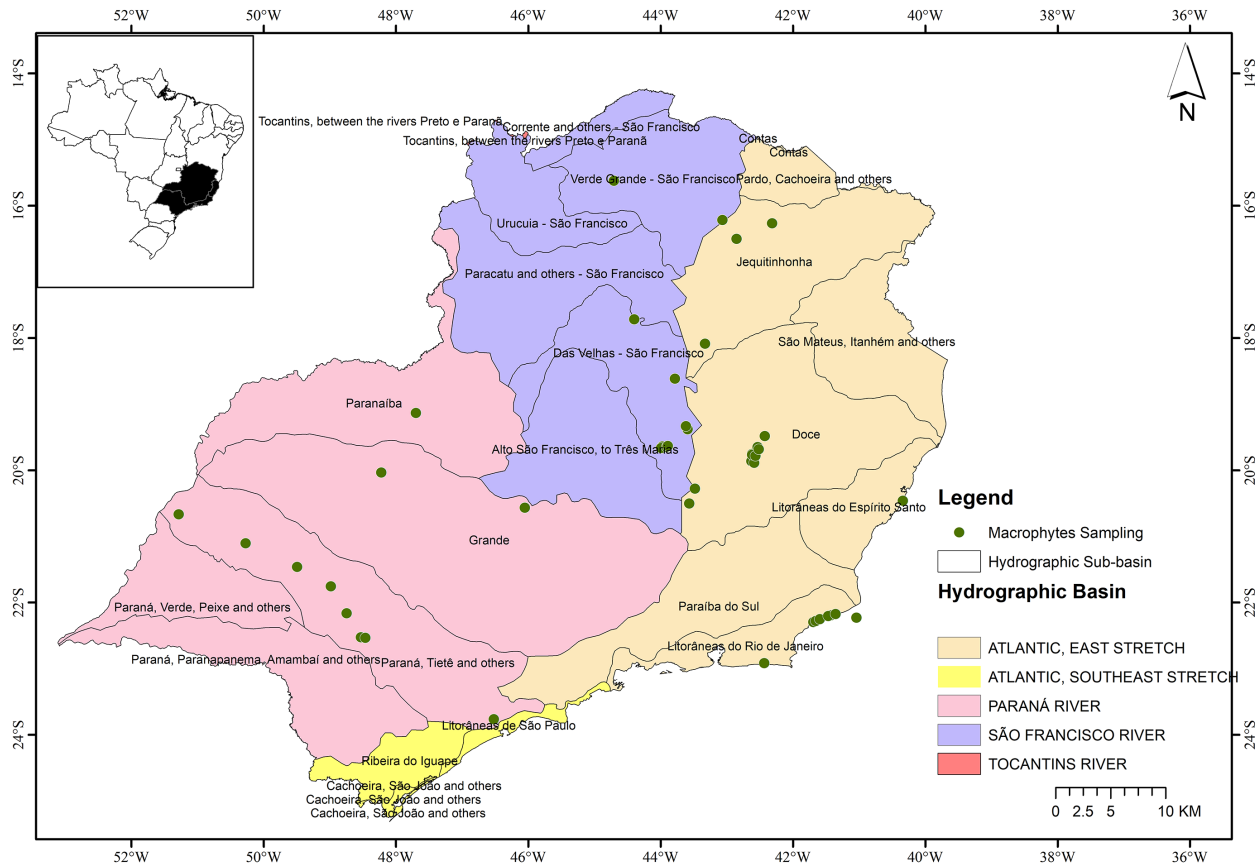 52°W 50°W 48°W 46°W 44°W 42°W 40°W 38°W 36°W
14°S 14°S
N
Tocantins, between the rivers Preto e Paranã
Corrente and others - São Francisco
Tocantins, between the rivers Preto e Paranã
Contas
Contas
Verde Grande - São Francisco
Pardo, Cachoeira and others
16°S 16°S
Urucuia - São Francisco
Jequitinhonha
Paracatu and others - São Francisco
18°S 18°S
São Mateus, Itanhém and others
Das Velhas - São Francisco
Paranaíba
Doce
Alto São Francisco, to Três Marias
20°S 20°S
Litorâneas do Espírito Santo
Grande
22°S 22°S
Paraná, Verde, Peixe and others
Paraíba do Sul
Litorâneas do Rio de Janeiro
Paraná, Paranapanema, Amambaí and others
Paraná, Tietê and others
24°S 24°S
Litorâneas de São Paulo
Ribeira do Iguape
Cachoeira, São João and others
Cachoeira, São João and others
Cachoeira, São João and others
Legend
Macrophytes Sampling
Hydrographic Sub-basin
Hydrographic Basin
ATLANTIC, EAST STRETCH
ATLANTIC, SOUTHEAST STRETCH
PARANÁ RIVER
SÃO FRANCISCO RIVER
TOCANTINS RIVER
0 2.5 5 10 KM
52°W 50°W 48°W 46°W 44°W 42°W 40°W 38°W 36°W